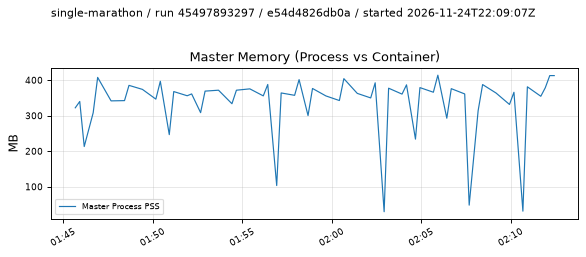 single-marathon / run 45497893297 / e54d4826db0a / started 2026-11-24T22:09:07Z
Master Memory (Process vs Container)
MB
400
300
200
100
Master Process PSS
01:45
01:50
01:55
02:00
02:05
02:10